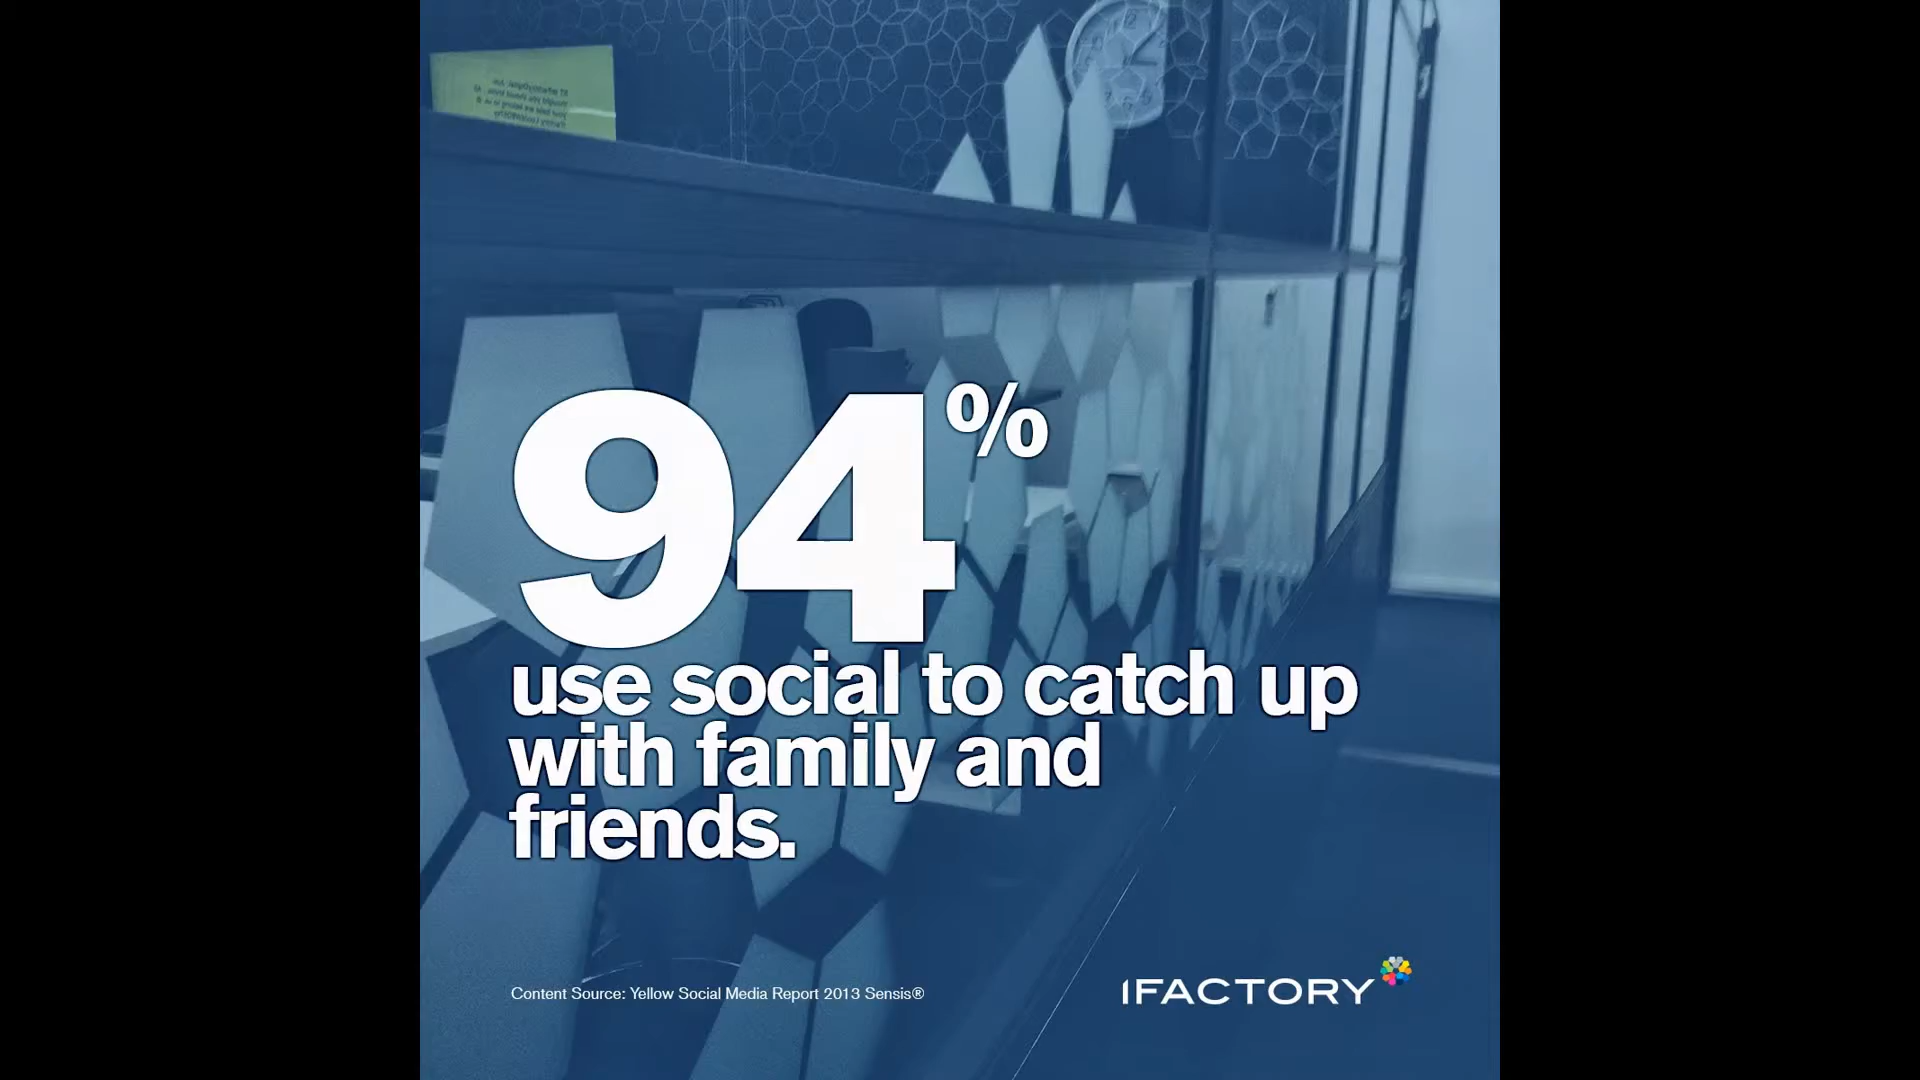 94%
use social to catch up
with family and
friends.
Content Source: Yellow Social Media Report 2013 Sensis®
IFACTORY